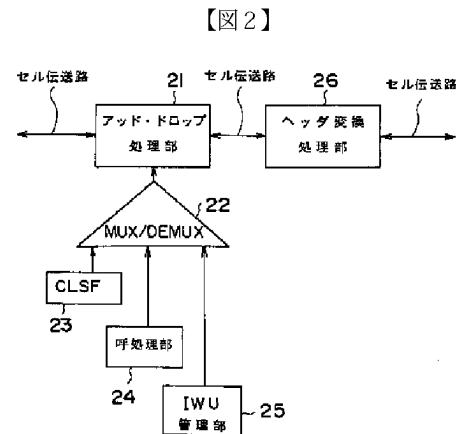 【図2】
セル伝送路
21
セル伝送路
26
セル伝送路
アッド・ドロップ
処理部
ヘッダ変換
処理部
22
MUX/DEMUX
CLSF
23
呼処理部
24
IWU
管理部
25